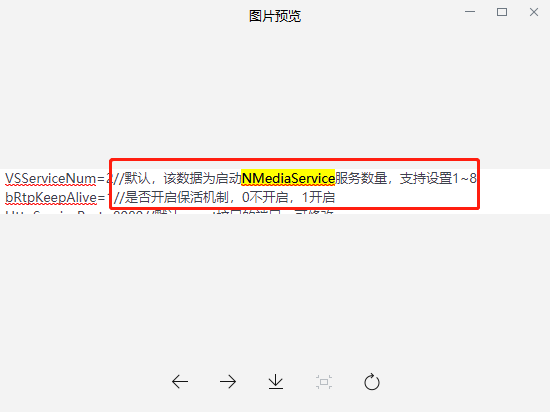 图片预览
VSServiceNum=2//默认，该数据为启动NMediaService服务数量，支持设置1~8
bRtpKeepAlive=1//是否开启保活机制，0不开启，1开启